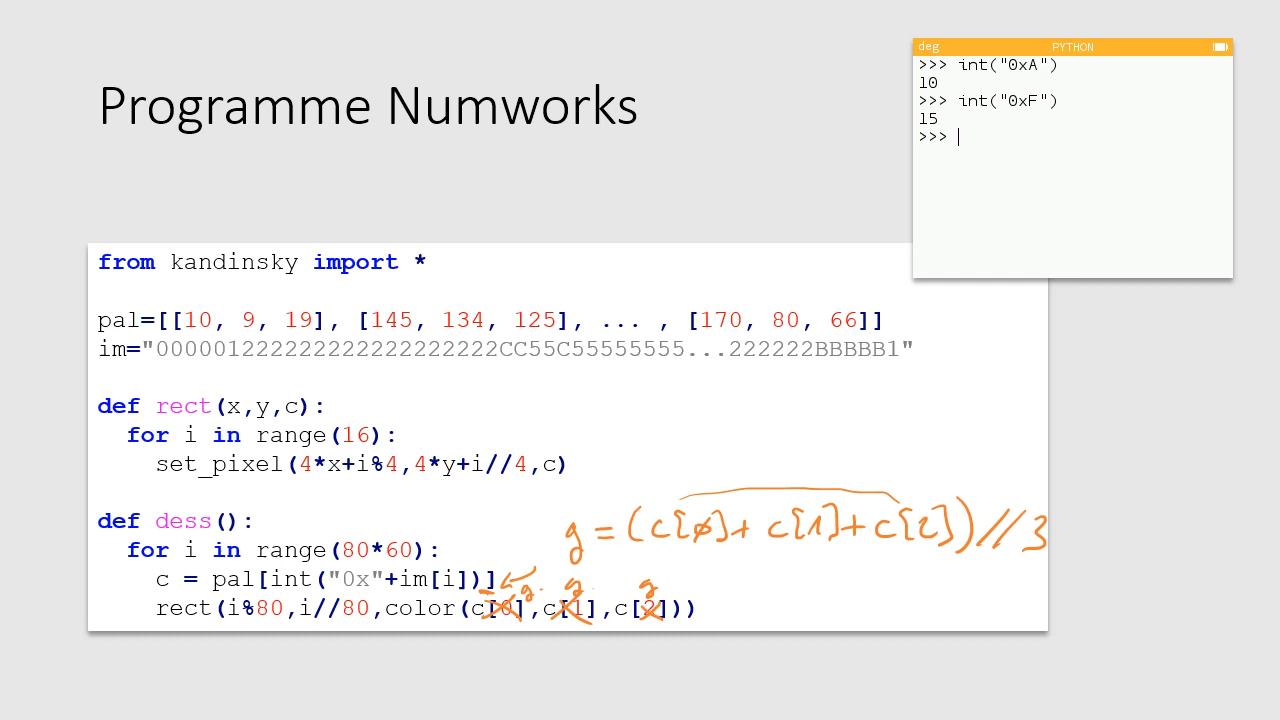 deg PYTHON
>>> int("0xA")
10
>>> int("0xF")
15
>>>
Programme Numworks
from kandinsky import *
pal=[[10, 9, 19], [145, 134, 125], ... , [170, 80, 66]]
im="000001222222222222222222CC55C55555555...222222BBBBB1"
def rect(x,y,c):
for i in range(16):
set_pixel(4*x+i%4,4*y+i//4,c)
def dess():
g = (c[0]+ c[1]+ c[2])//3
for i in range(80*60):
c = pal[int("0x"+im[i])]
g g g
rect(i%80,i//80,color(c[0],c[1],c[2]))